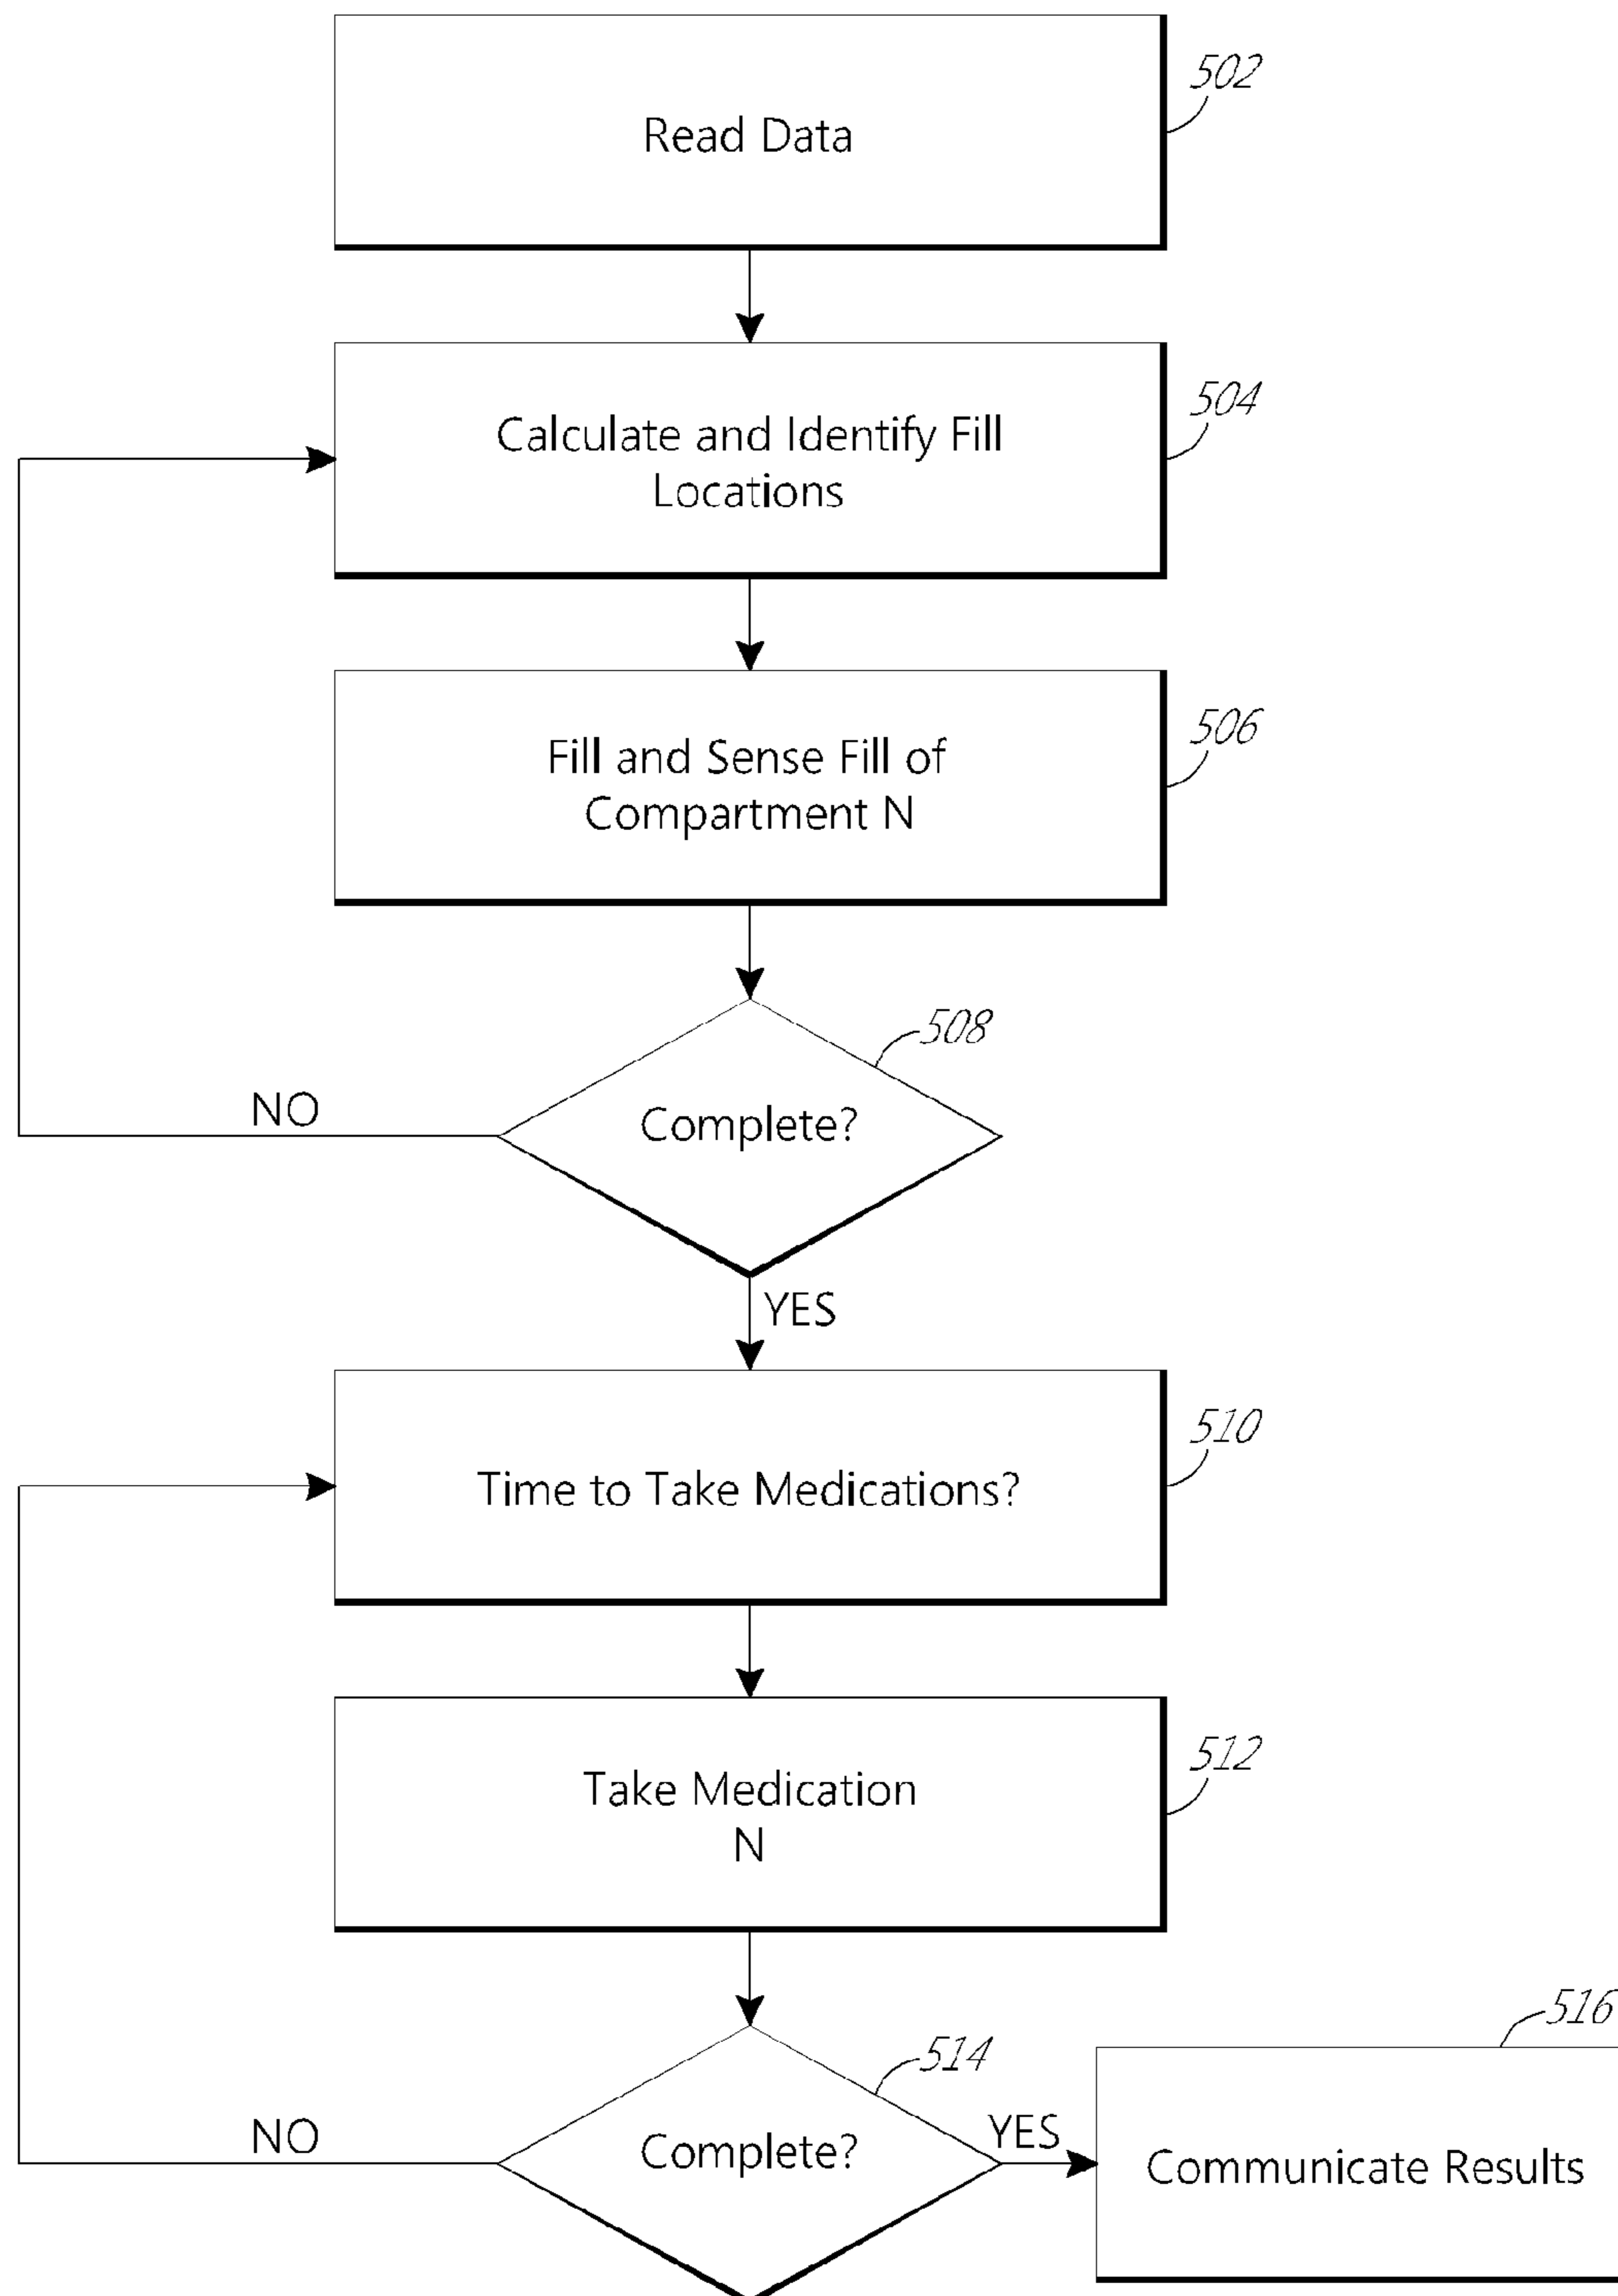 502
Read Data
504
Calculate and Identify Fill
Locations
506
Fill and Sense Fill of
Compartment N
508
Complete?
NO
YES
510
Time to Take Medications?
512
Take Medication
N
516
514
NO
Complete?
YES
Communicate Results